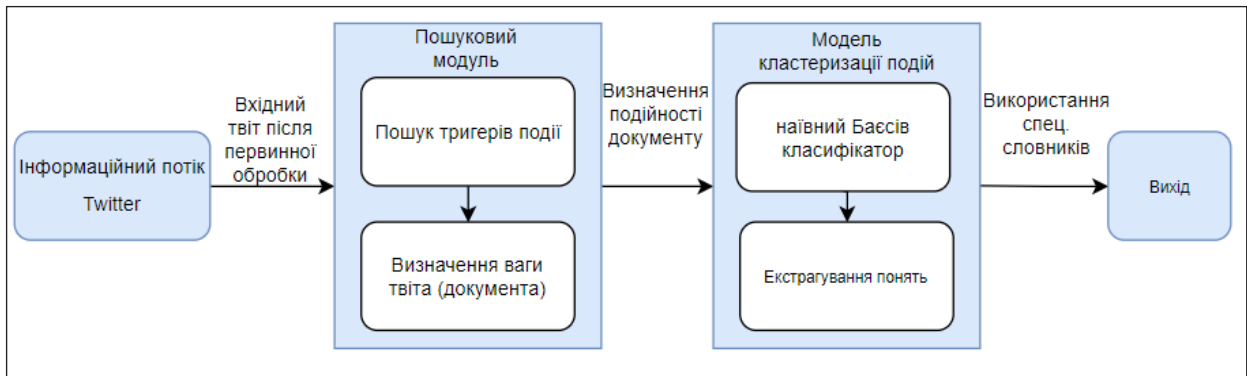 Інформаційний потік
Twitter
Вхідний
твіт після
первинної
обробки
Пошуковий
модуль
Пошук тригерів події
Визначення ваги
твіта (документа)
Визначення
подійності
документу
Модель
кластеризації подій
наївний Баєсів
класифікатор
Екстрагування понять
Використання
спец.
словників
Вихід